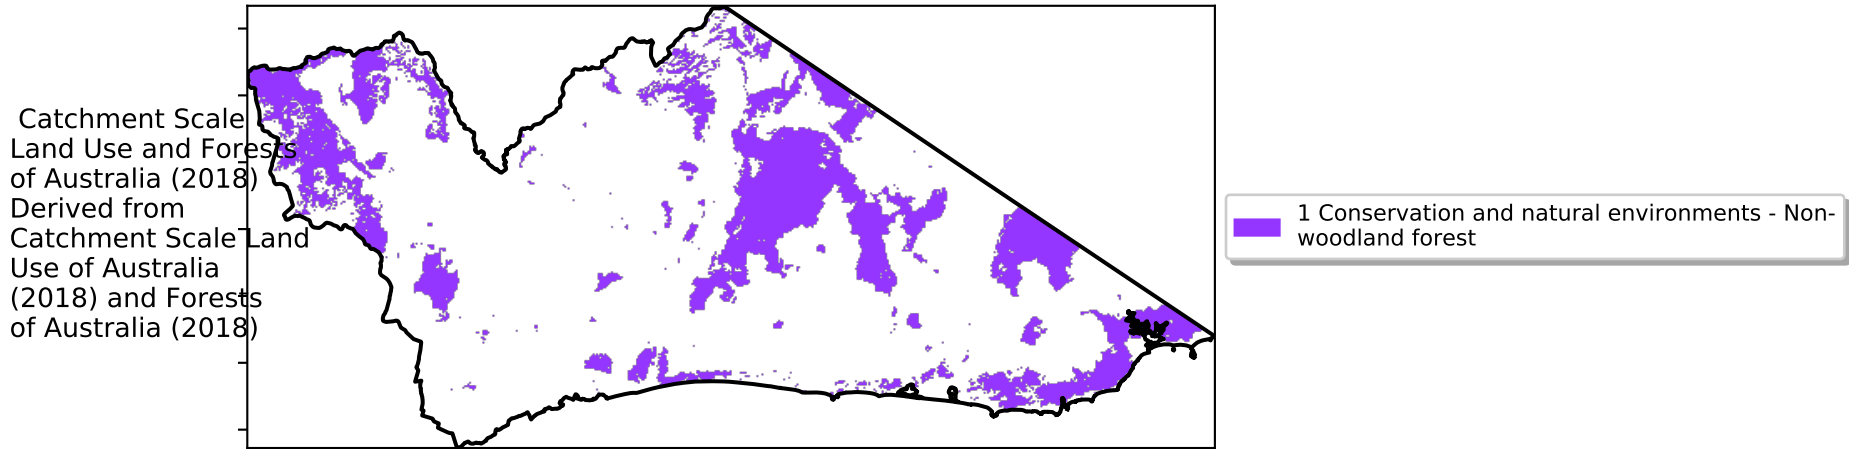 Catchment Scale
Land Use and Forests
of Australia (2018)
Derived from
Catchment Scale Land
Use of Australia
(2018) and Forests
of Australia (2018)
1 Conservation and natural environments - Non-
woodland forest